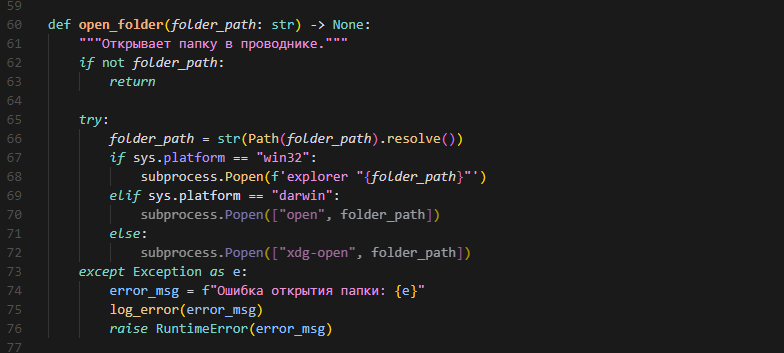 59
60 def open_folder(folder_path: str) -> None:
61     """Открывает папку в проводнике."""
62     if not folder_path:
63         return
64
65     try:
66         folder_path = str(Path(folder_path).resolve())
67         if sys.platform == "win32":
68             subprocess.Popen(f'explorer "{folder_path}"')
69         elif sys.platform == "darwin":
70             subprocess.Popen(["open", folder_path])
71         else:
72             subprocess.Popen(["xdg-open", folder_path])
73     except Exception as e:
74         error_msg = f"Ошибка открытия папки: {e}"
75         log_error(error_msg)
76         raise RuntimeError(error_msg)
77